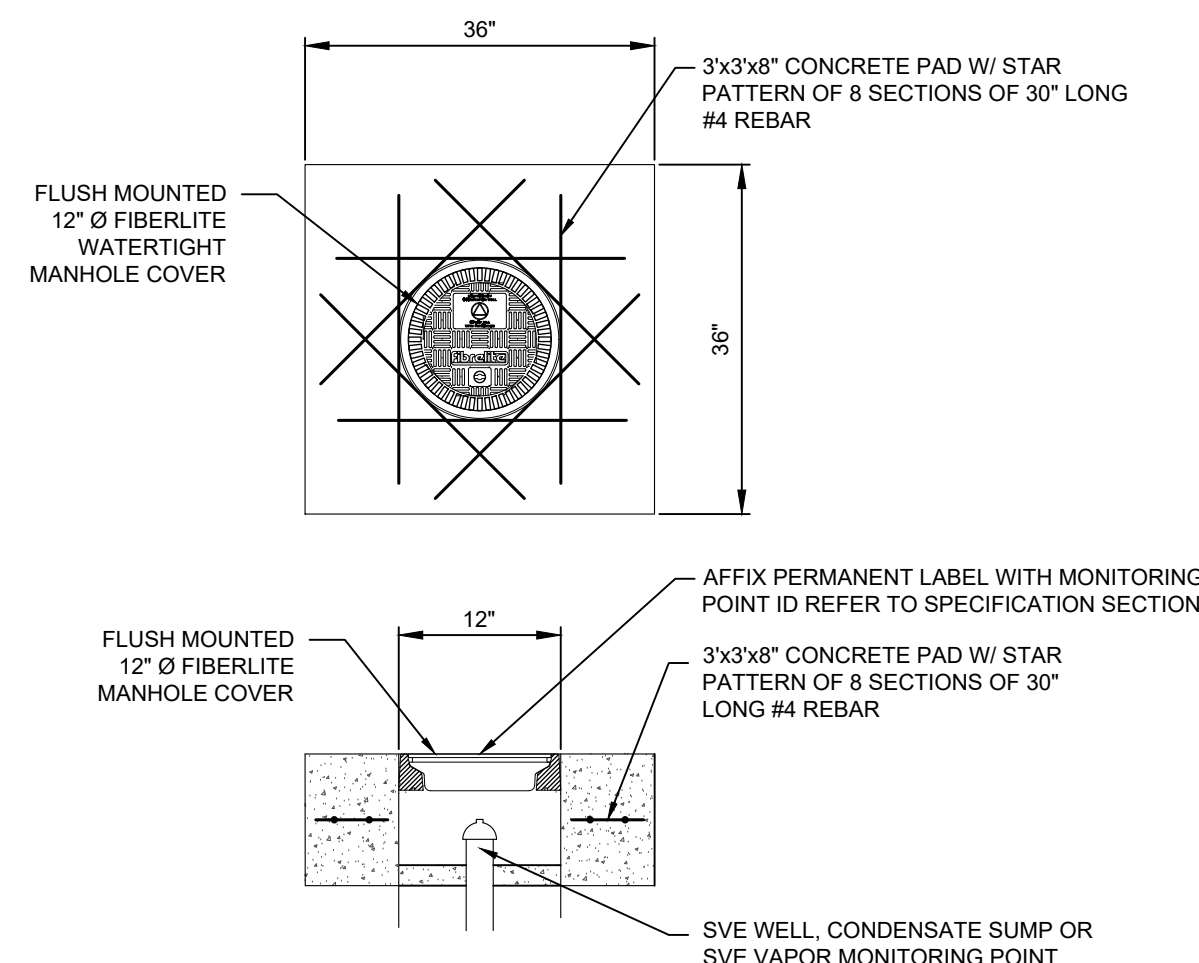 36"
3'x3'x8" CONCRETE PAD W/ STAR
PATTERN OF 8 SECTIONS OF 30" LONG
#4 REBAR
FLUSH MOUNTED
12" Ø FIBERLITE
WATERTIGHT
MANHOLE COVER
fibrelite
36"
AFFIX PERMANENT LABEL WITH MONITORING
POINT ID REFER TO SPECIFICATION SECTION
12"
FLUSH MOUNTED
12" Ø FIBERLITE
MANHOLE COVER
3'x3'x8" CONCRETE PAD W/ STAR
PATTERN OF 8 SECTIONS OF 30"
LONG #4 REBAR
SVE WELL, CONDENSATE SUMP OR
SVE VAPOR MONITORING POINT